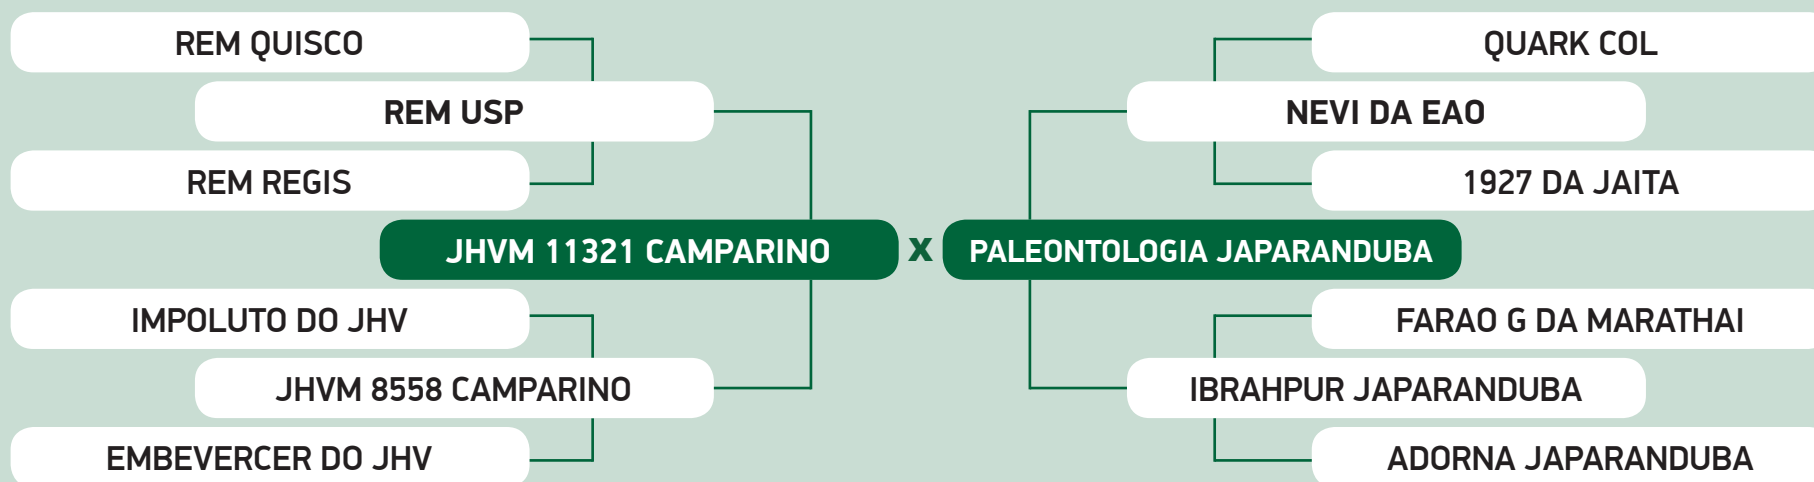 REM QUISCO
QUARK COL
REM USP
NEVI DA EAO
REM REGIS
1927 DA JAITA
JHVM 11321 CAMPARINO X PALEONTOLOGIA JAPARANDUBA
IMPOLUTO DO JHV
FARAO G DA MARATHAI
JHVM 8558 CAMPARINO
IBRAHPUR JAPARANDUBA
EMBEVERCER DO JHV
ADORNA JAPARANDUBA